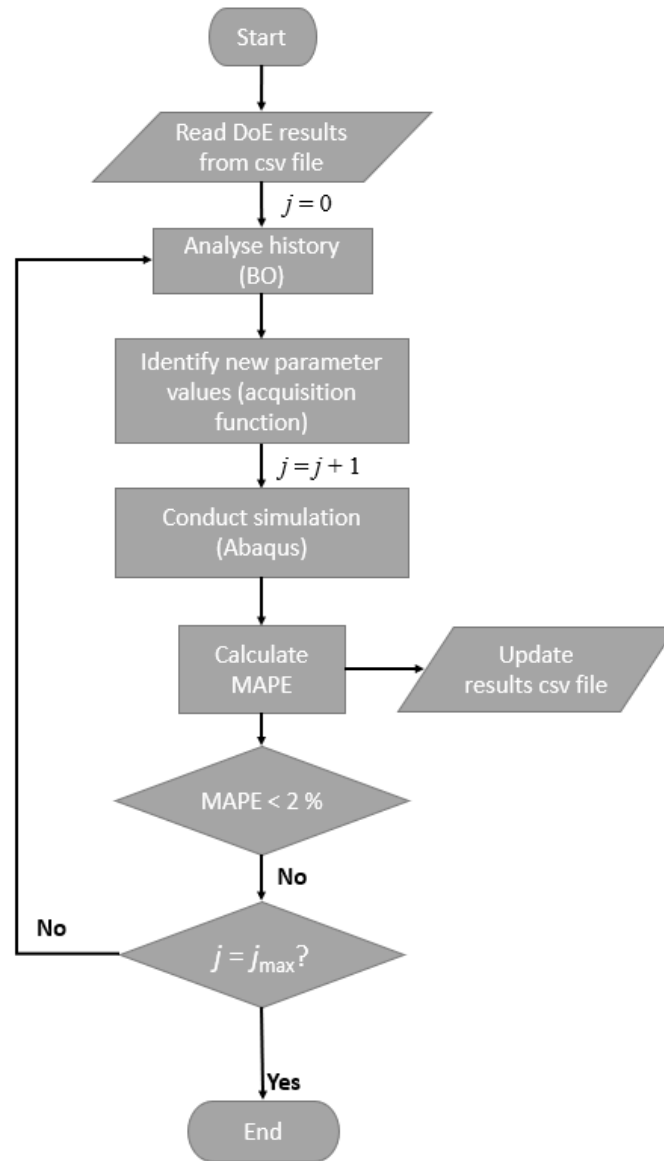 Start
Read DoE results
from csv file
j = 0
Analyse history
(BO)
Identify new parameter
values (acquisition
function)
j = j + 1
Conduct simulation
(Abaqus)
Calculate
MAPE
Update
results csv file
MAPE < 2 %
No
No
j = jmax?
Yes
End